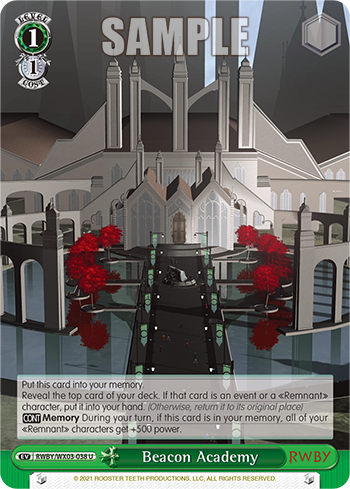 LEVEL
1
1
COST
SAMPLE
Put this card into your memory.
Reveal the top card of your deck. If that card is an event or a «Remnant»
character, put it into your hand. (Otherwise, return it to its original place)
CONT Memory During your turn, if this card is in your memory, all of your
«Remnant» characters get +500 power.
EV RWBY/WX03-038 U Beacon Academy RWBY
© 2021 ROOSTER TEETH PRODUCTIONS, LLC, ALL RIGHTS RESERVED.